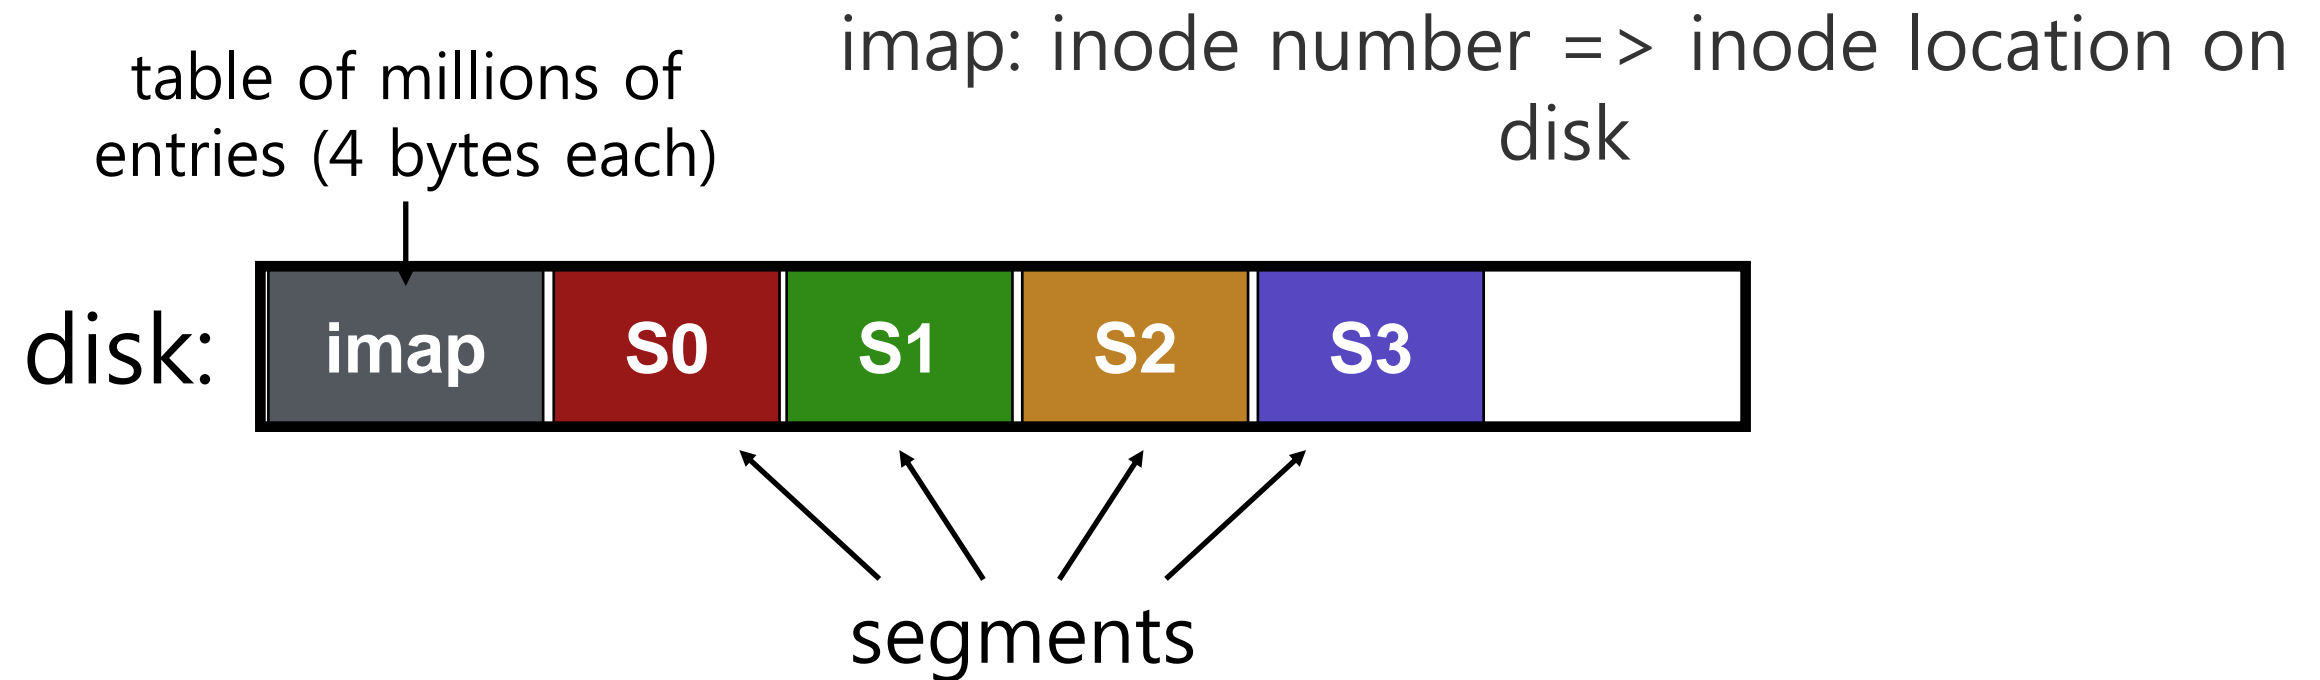 imap: inode number => inode location on
disk
table of millions of
entries (4 bytes each)
disk:
imap
S0
S1
S2
S3
segments